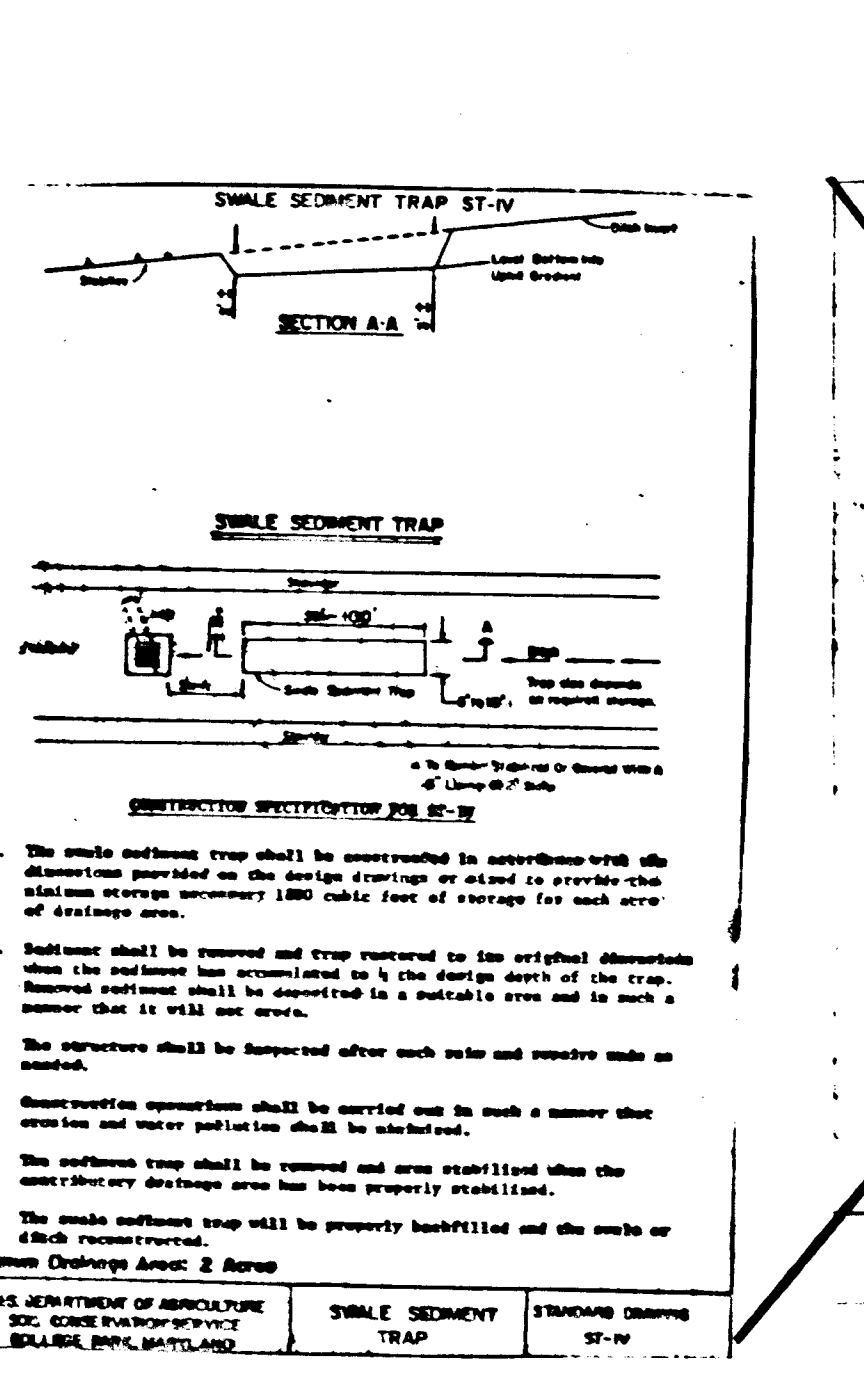 SWALE SEDIMENT TRAP ST-IV
Ditch Invert
Level Bottom Into
Uphill Gradient
Stabilize
SECTION A-A
SWALE SEDIMENT TRAP
Shoulder
A
Ditch
Swale Sediment Trap
Trap size depends
on required storage.
Shoulder
CONSTRUCTION SPECIFICATION FOR ST-IV
The swale sediment trap shall be constructed in accordance with the
dimensions provided on the design drawings or sized to provide the
minimum storage necessary 1800 cubic feet of storage for each acre
of drainage area.
Sediment shall be removed and trap restored to its original dimensions
when the sediment has accumulated to the design depth of the trap.
Removed sediment shall be deposited in a suitable area and in such a
manner that it will not erode.
The structure shall be inspected after each rain and repairs made as
needed.
Construction operations shall be carried out in such a manner that
erosion and water pollution shall be minimized.
The sediment trap shall be removed and area stabilized when the
contributory drainage area has been properly stabilized.
The swale sediment trap will be properly backfilled and the swale or
ditch reconstructed.
Drainage Area: 2 Acres
.S. DEPARTMENT OF AGRICULTURE
SOIL CONSERVATION SERVICE
COLLEGE PARK, MARYLAND
SWALE SEDIMENT
TRAP
STANDARD DRAWING
ST-IV